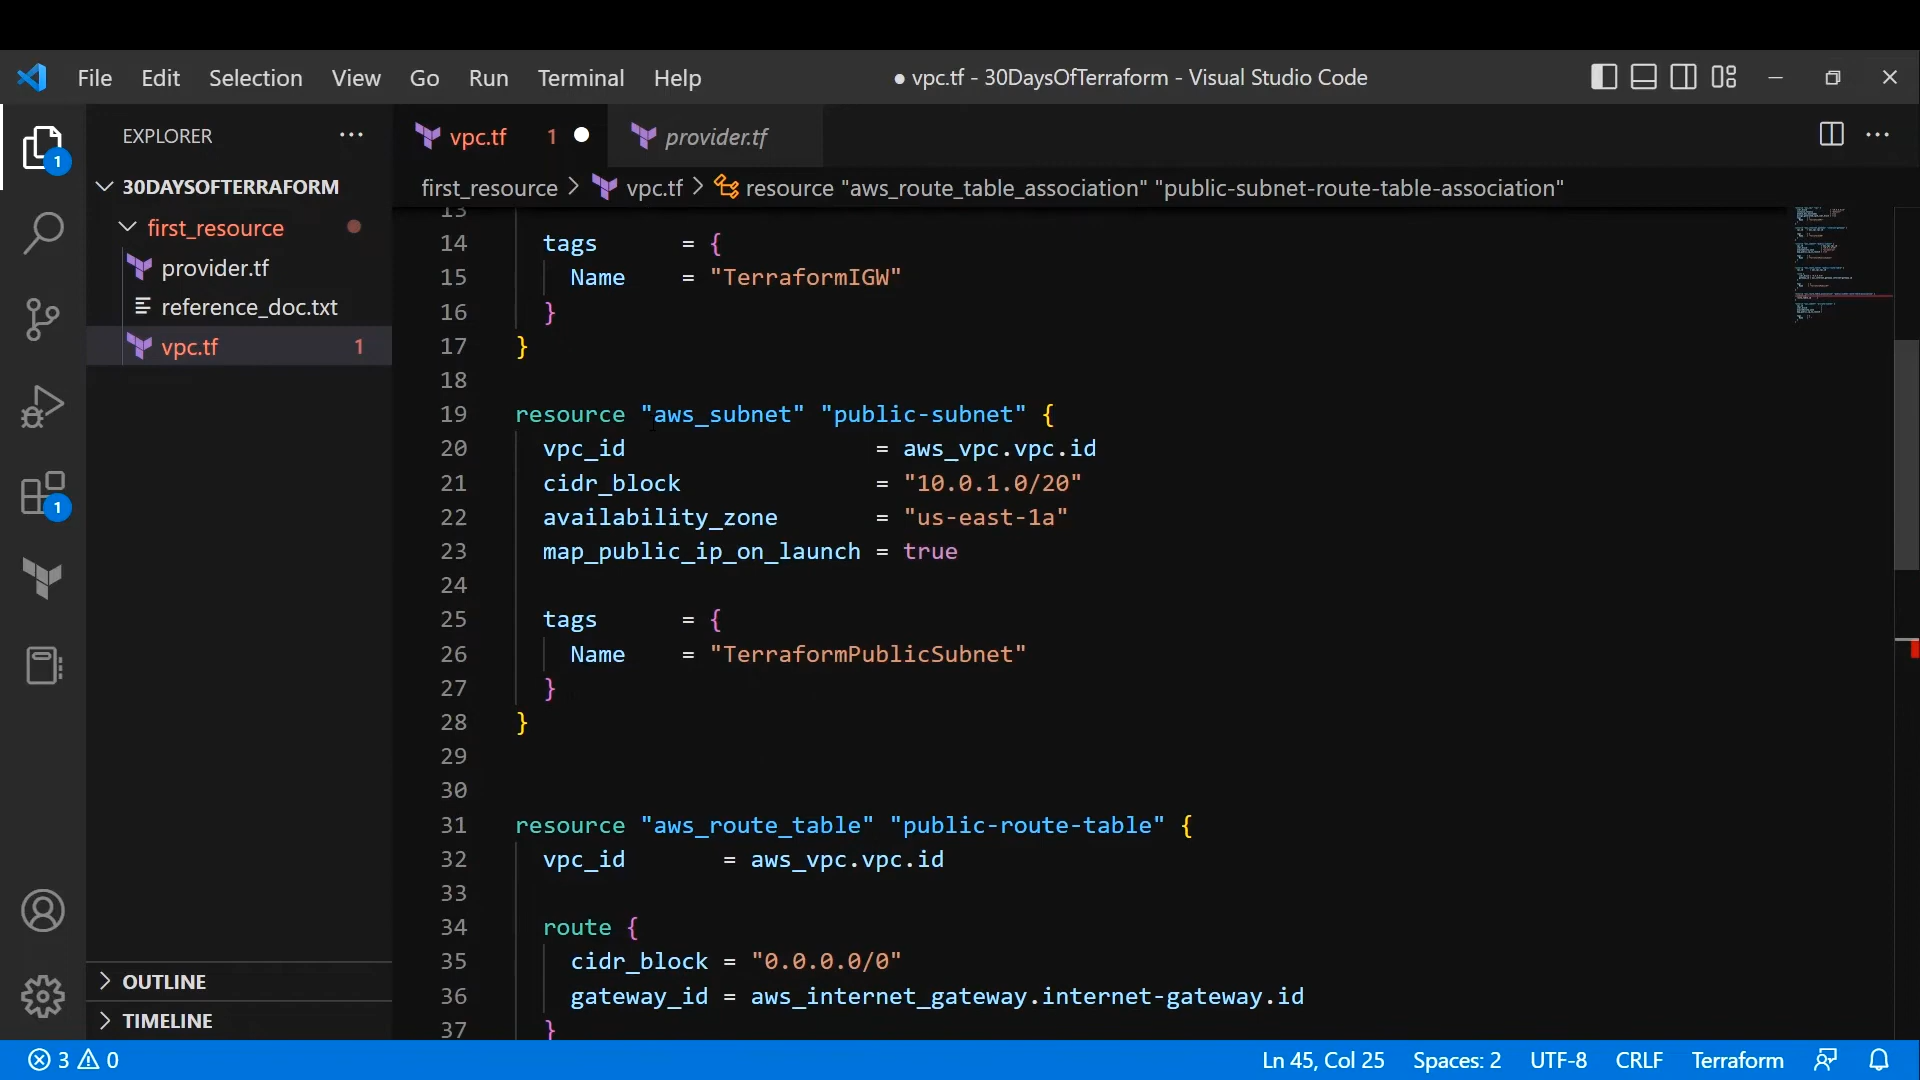 File Edit Selection View Go Run Terminal Help ● vpc.tf - 30DaysOfTerraform - Visual Studio Code
EXPLORER ···
vpc.tf 1 ● provider.tf
first_resource > vpc.tf > resource "aws_route_table_association" "public-subnet-route-table-association"
30DAYSOFTERRAFORM
first_resource
provider.tf
reference_doc.txt
vpc.tf 1
1
1
OUTLINE
TIMELINE
13
14 tags = {
15 Name = "TerraformIGW"
16 }
17 }
18
19 resource "aws_subnet" "public-subnet" {
20 vpc_id = aws_vpc.vpc.id
21 cidr_block = "10.0.1.0/20"
22 availability_zone = "us-east-1a"
23 map_public_ip_on_launch = true
24
25 tags = {
26 Name = "TerraformPublicSubnet"
27 }
28 }
29
30
31 resource "aws_route_table" "public-route-table" {
32 vpc_id = aws_vpc.vpc.id
33
34 route {
35 cidr_block = "0.0.0.0/0"
36 gateway_id = aws_internet_gateway.internet-gateway.id
37 }
3 0 Ln 45, Col 25 Spaces: 2 UTF-8 CRLF Terraform